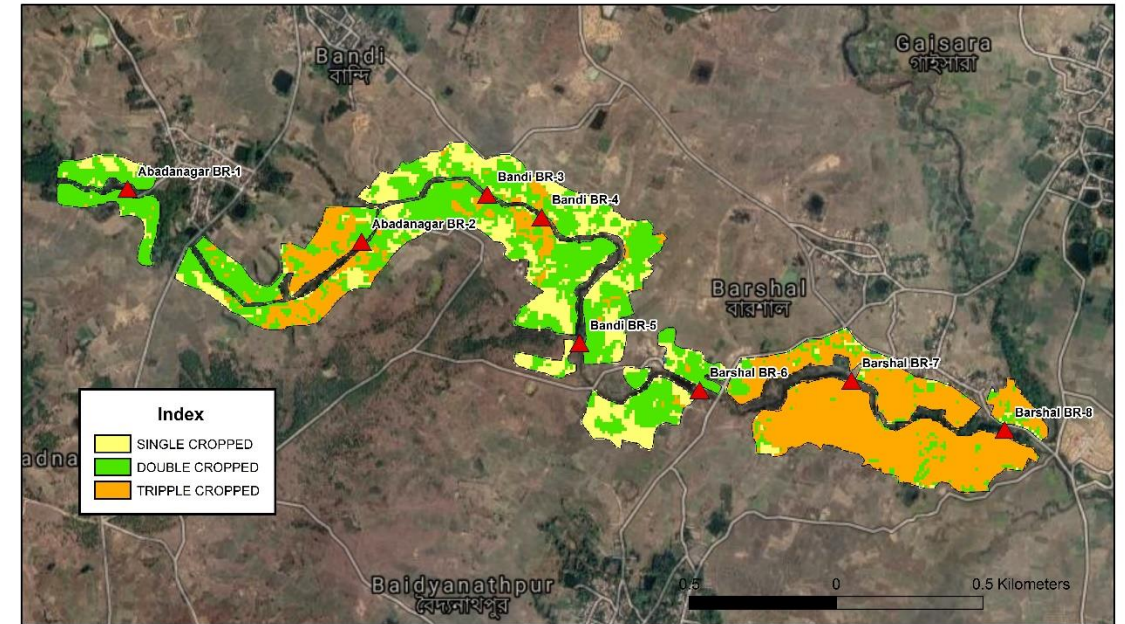 Bandi
বান্দি
Gaisara
গাইসারা
Abadanagar BR-1
Bandi BR-3
Bandi BR-4
Abadanagar BR-2
Barshal
বারশাল
Bandi BR-5
Barshal BR-6
Barshal BR-7
Barshal BR-8
Index
SINGLE CROPPED
DOUBLE CROPPED
TRIPPLE CROPPED
adna
Baidyanathpur
বৈদ্যনাথপুর
0.5 0 0.5 Kilometers